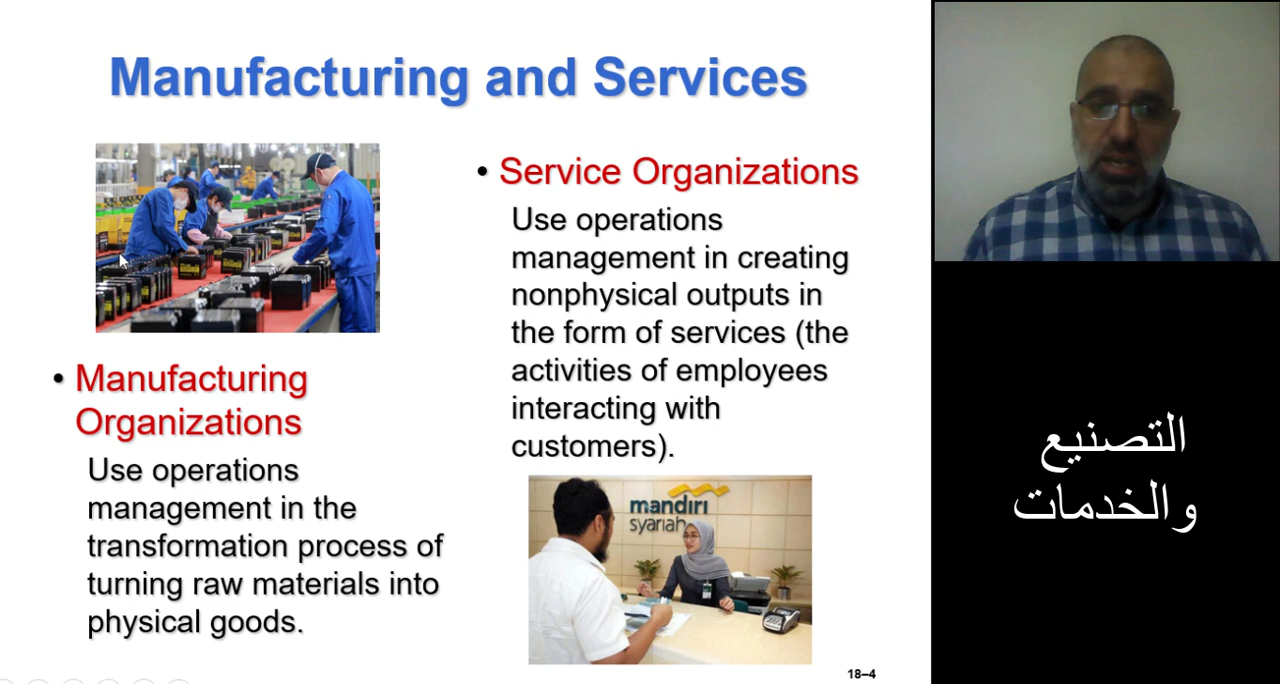 Manufacturing and Services
• Manufacturing
Organizations
Use operations
management in the
transformation process of
turning raw materials into
physical goods.
• Service Organizations
Use operations
management in creating
nonphysical outputs in
the form of services (the
activities of employees
interacting with
customers).
mandiri
syariah
18–4
التصنيع
والخدمات